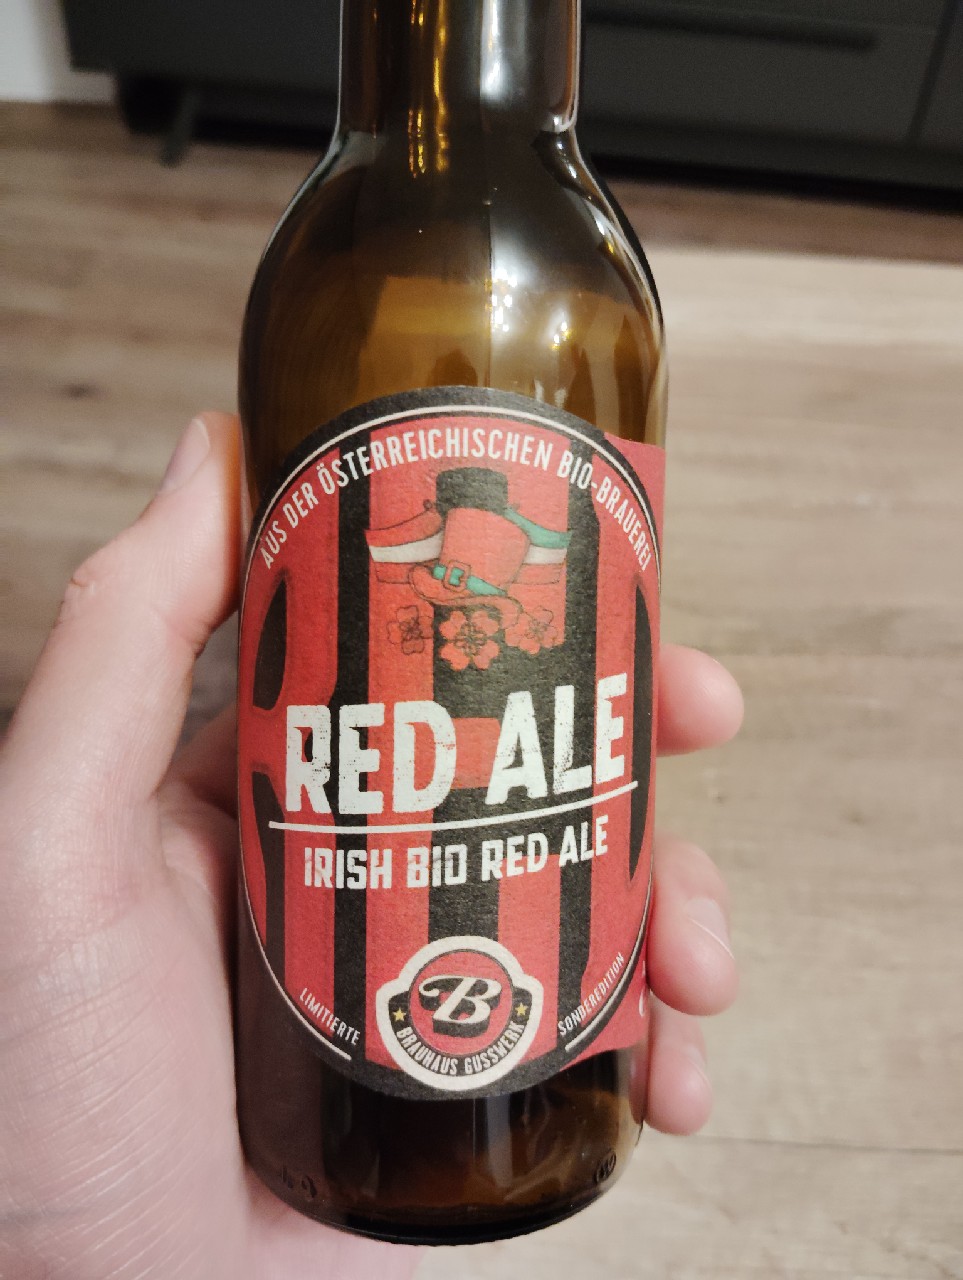 AUS DER ÖSTERREICHISCHEN BIO-BRAUEREI
RED ALE
IRISH BIO RED ALE
LIMITIERTE
SONDEREDITION
B
BRAUHAUS GUSSWERK